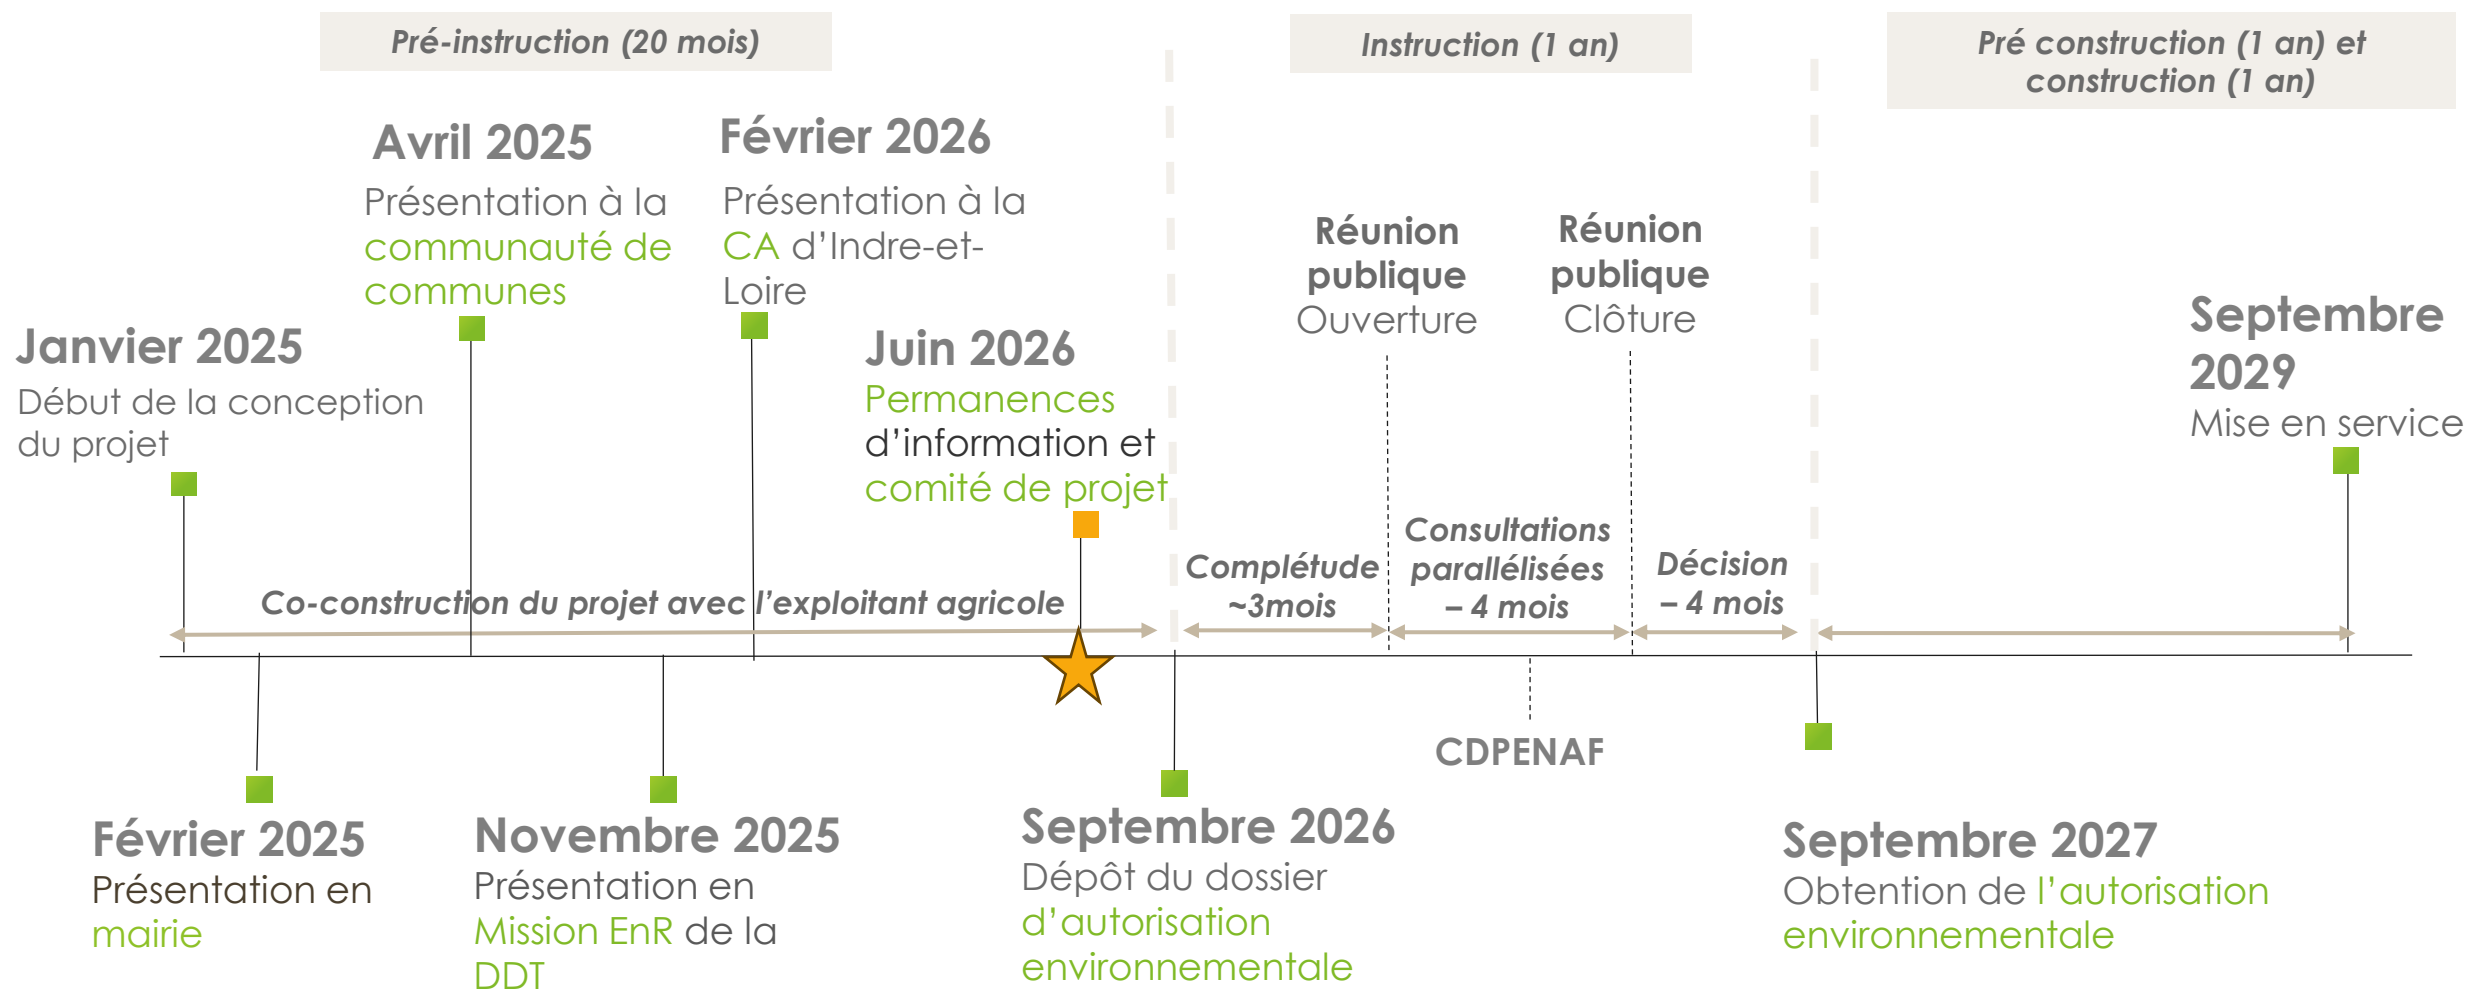 Pré-instruction (20 mois)
Instruction (1 an)
Pré construction (1 an) et
construction (1 an)
Avril 2025
Présentation à la
communauté de
communes
Février 2026
Présentation à la
CA d’Indre-et-
Loire
Réunion
publique
Ouverture
Réunion
publique
Clôture
Septembre
2029
Mise en service
Janvier 2025
Début de la conception
du projet
Juin 2026
Permanences
d’information et
comité de projet
Co-construction du projet avec l’exploitant agricole
Complétude
~3mois
Consultations
parallélisées
– 4 mois
Décision
– 4 mois
CDPENAF
Février 2025
Présentation en
mairie
Novembre 2025
Présentation en
Mission EnR de la
DDT
Septembre 2026
Dépôt du dossier
d’autorisation
environnementale
Septembre 2027
Obtention de l’autorisation
environnementale